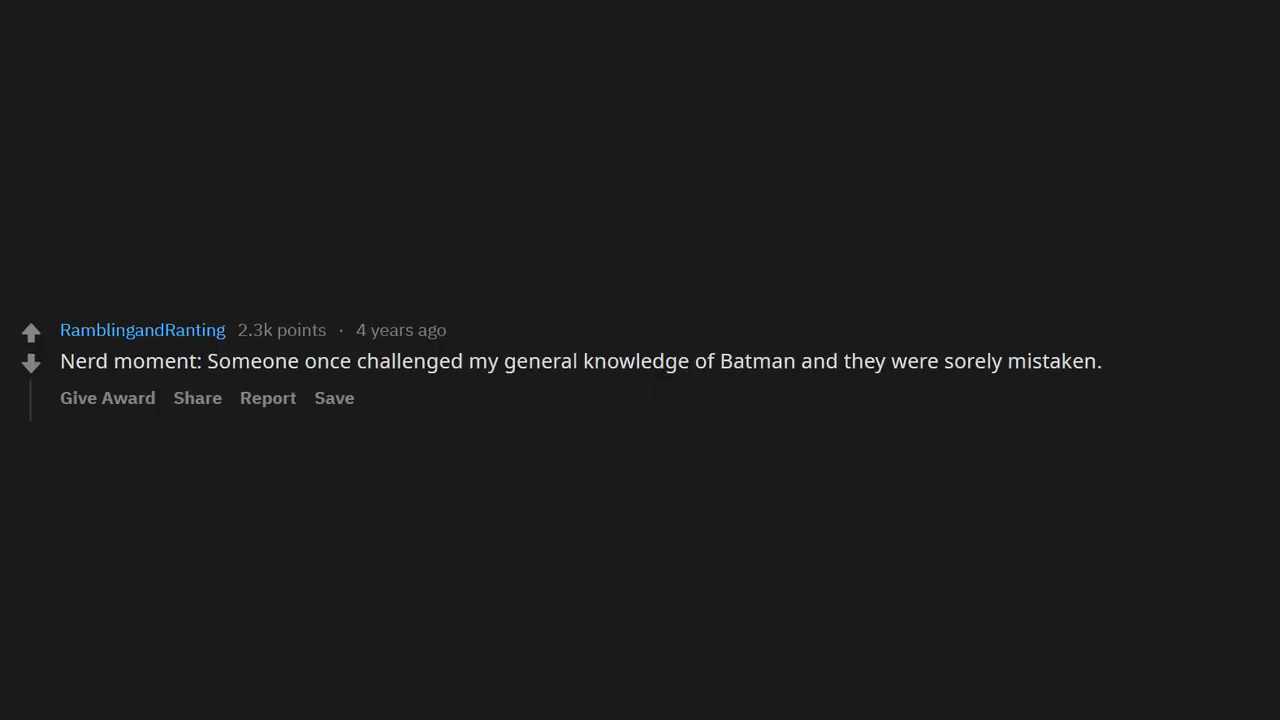 RamblingandRanting 2.3k points · 4 years ago
Nerd moment: Someone once challenged my general knowledge of Batman and they were sorely mistaken.
Give Award Share Report Save